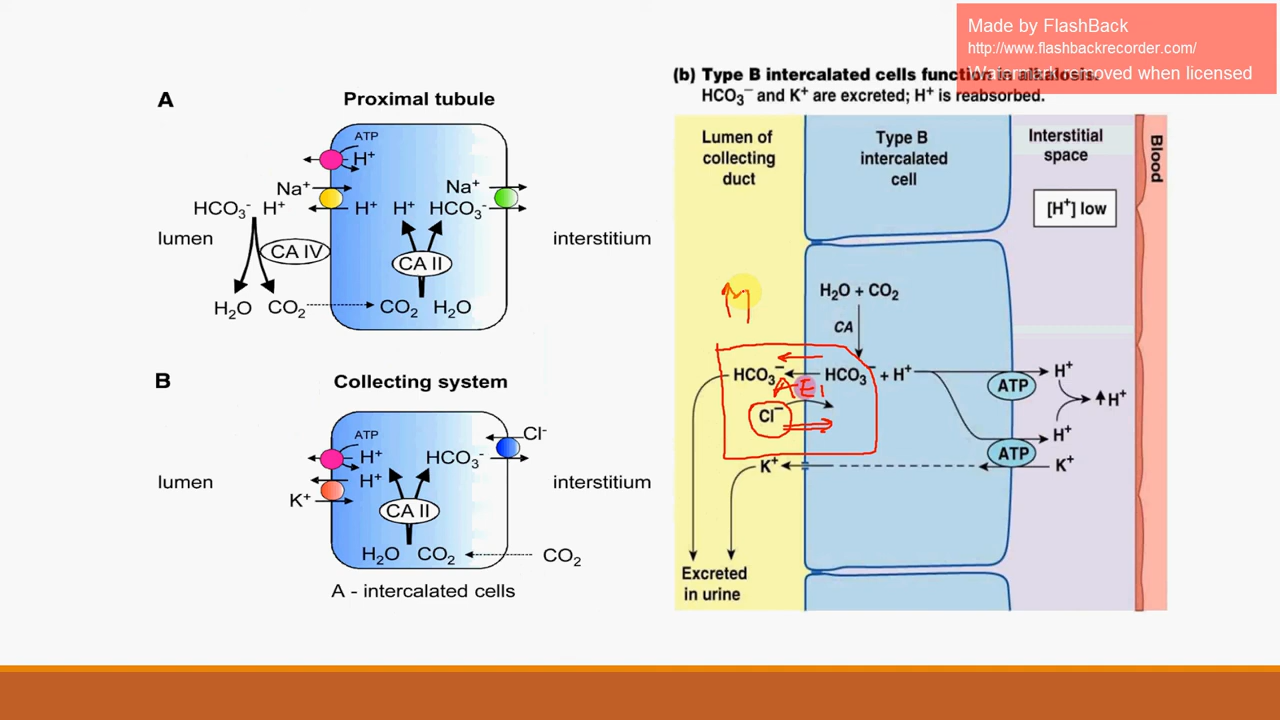 Made by FlashBack
http://www.flashbackrecorder.com/
Watermark removed when licensed
A
Proximal tubule
ATP
H⁺
Na⁺
Na⁺
HCO₃⁻ H⁺
H⁺ H⁺ HCO₃⁻
lumen
CA IV
CA II
interstitium
H₂O CO₂
CO₂ H₂O
B
Collecting system
ATP
Cl⁻
H⁺
HCO₃⁻
lumen
H⁺
interstitium
K⁺
CA II
H₂O CO₂
CO₂
A - intercalated cells
(b) Type B intercalated cells function in alkalosis.
HCO₃⁻ and K⁺ are excreted; H⁺ is reabsorbed.
Lumen of
collecting
duct
Type B
intercalated
cell
Interstitial
space
Blood
[H⁺] low
H₂O + CO₂
CA
HCO₃⁻
HCO₃⁻ + H⁺
ATP
H⁺
↑H⁺
AE1
Cl⁻
H⁺
ATP
K⁺
K⁺
Excreted
in urine